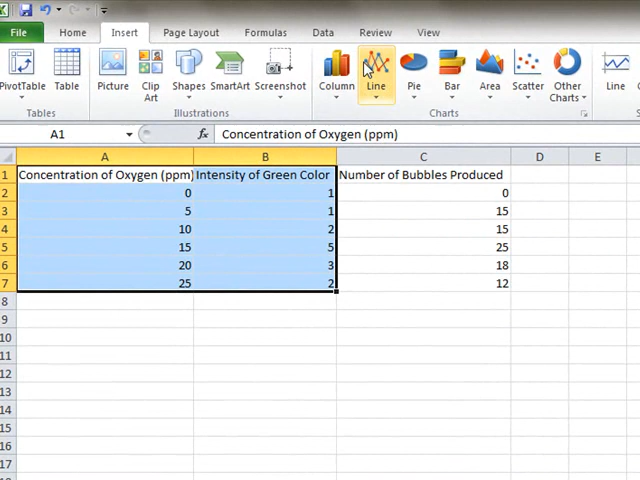 File Home Insert Page Layout Formulas Data Review View
PivotTable Table Picture Clip Art Shapes SmartArt Screenshot Column Line Pie Bar Area Scatter Other Charts Line
Tables Illustrations Charts
A1 fx Concentration of Oxygen (ppm)
A B C D E
1 Concentration of Oxygen (ppm) Intensity of Green Color Number of Bubbles Produced
2 0 1 0
3 5 1 15
4 10 2 15
5 15 5 25
6 20 3 18
7 25 2 12
8
9
10
11
12
13
14
15
16
17